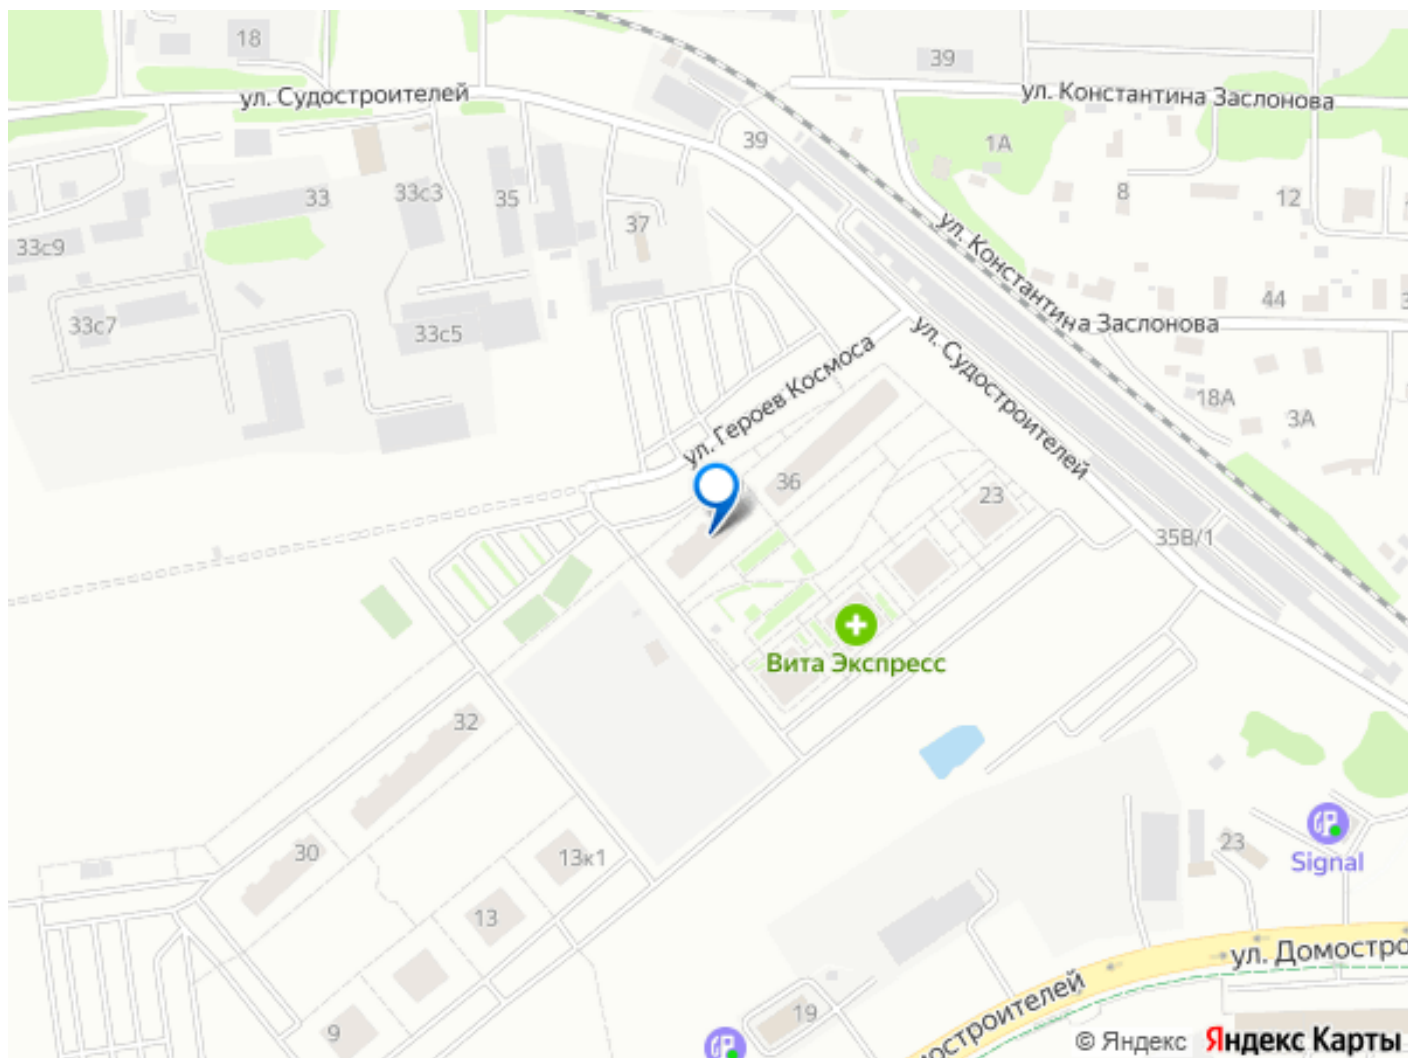 18
39
ул. Судостроителей
ул. Константина Заслонова
39
1А
33
33с3
35
8
12
37
33с9
ул. Константина Заслонова
44
33с7
33с5
ул. Судостроителей
ул. Героев Космоса
18А
3А
36
23
35В/1
Вита Экспресс
32
30
13к1
23
Signal
13
19
9
ул. Домостро
мостроителей
© Яндекс
Яндекс Карты